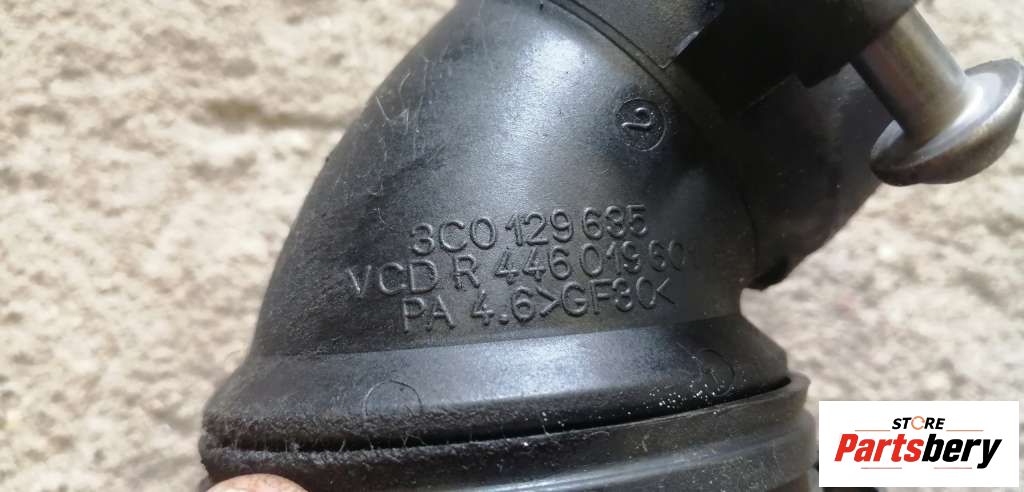 2
3C0 129 635
VCD R 446 019 60
PA 4.6>GF30<
STORE
Partsbery